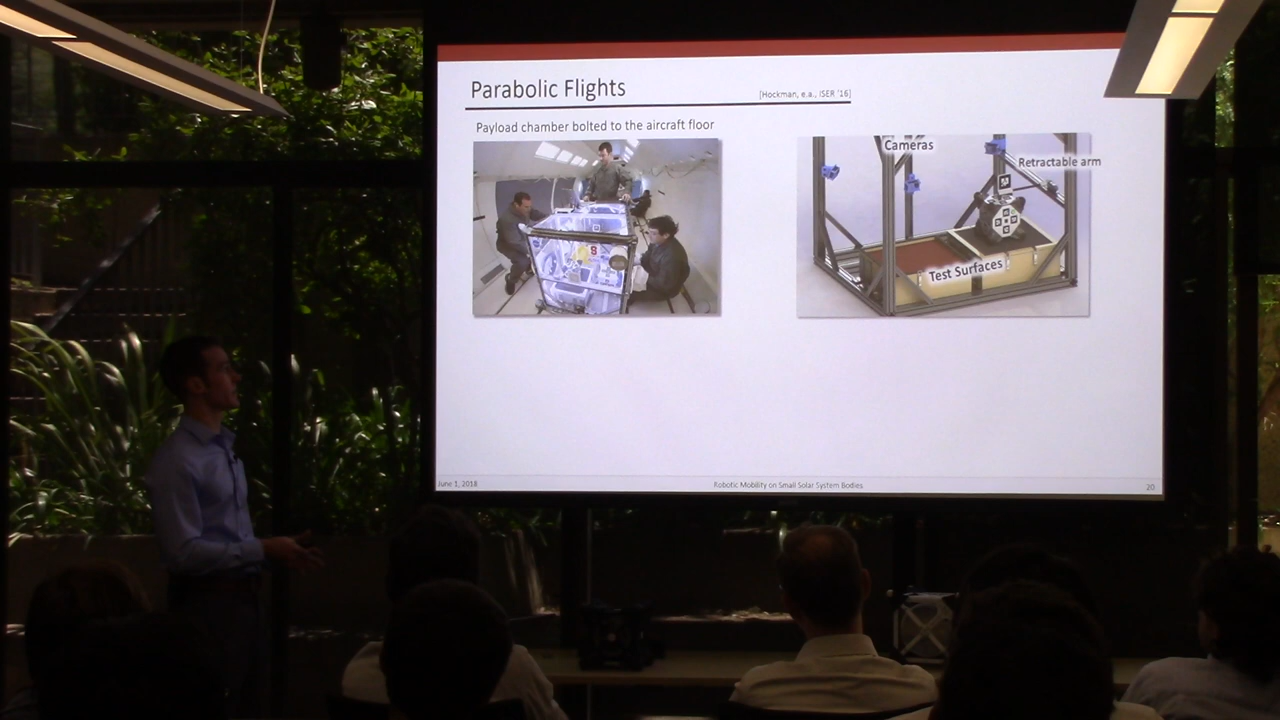 Parabolic Flights
[Hockman, e.a., ISER '16]
Payload chamber bolted to the aircraft floor
Cameras
Retractable arm
Test Surfaces
June 1, 2018
Robotic Mobility on Small Solar System Bodies
20